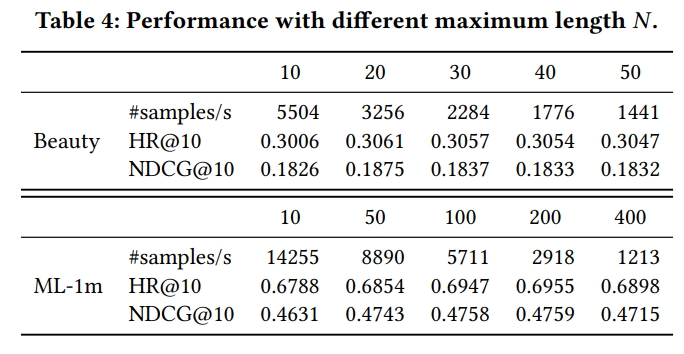 Table 4: Performance with different maximum length N.
10 20 30 40 50
#samples/s 5504 3256 2284 1776 1441
Beauty HR@10 0.3006 0.3061 0.3057 0.3054 0.3047
NDCG@10 0.1826 0.1875 0.1837 0.1833 0.1832
10 50 100 200 400
#samples/s 14255 8890 5711 2918 1213
ML-1m HR@10 0.6788 0.6854 0.6947 0.6955 0.6898
NDCG@10 0.4631 0.4743 0.4758 0.4759 0.4715